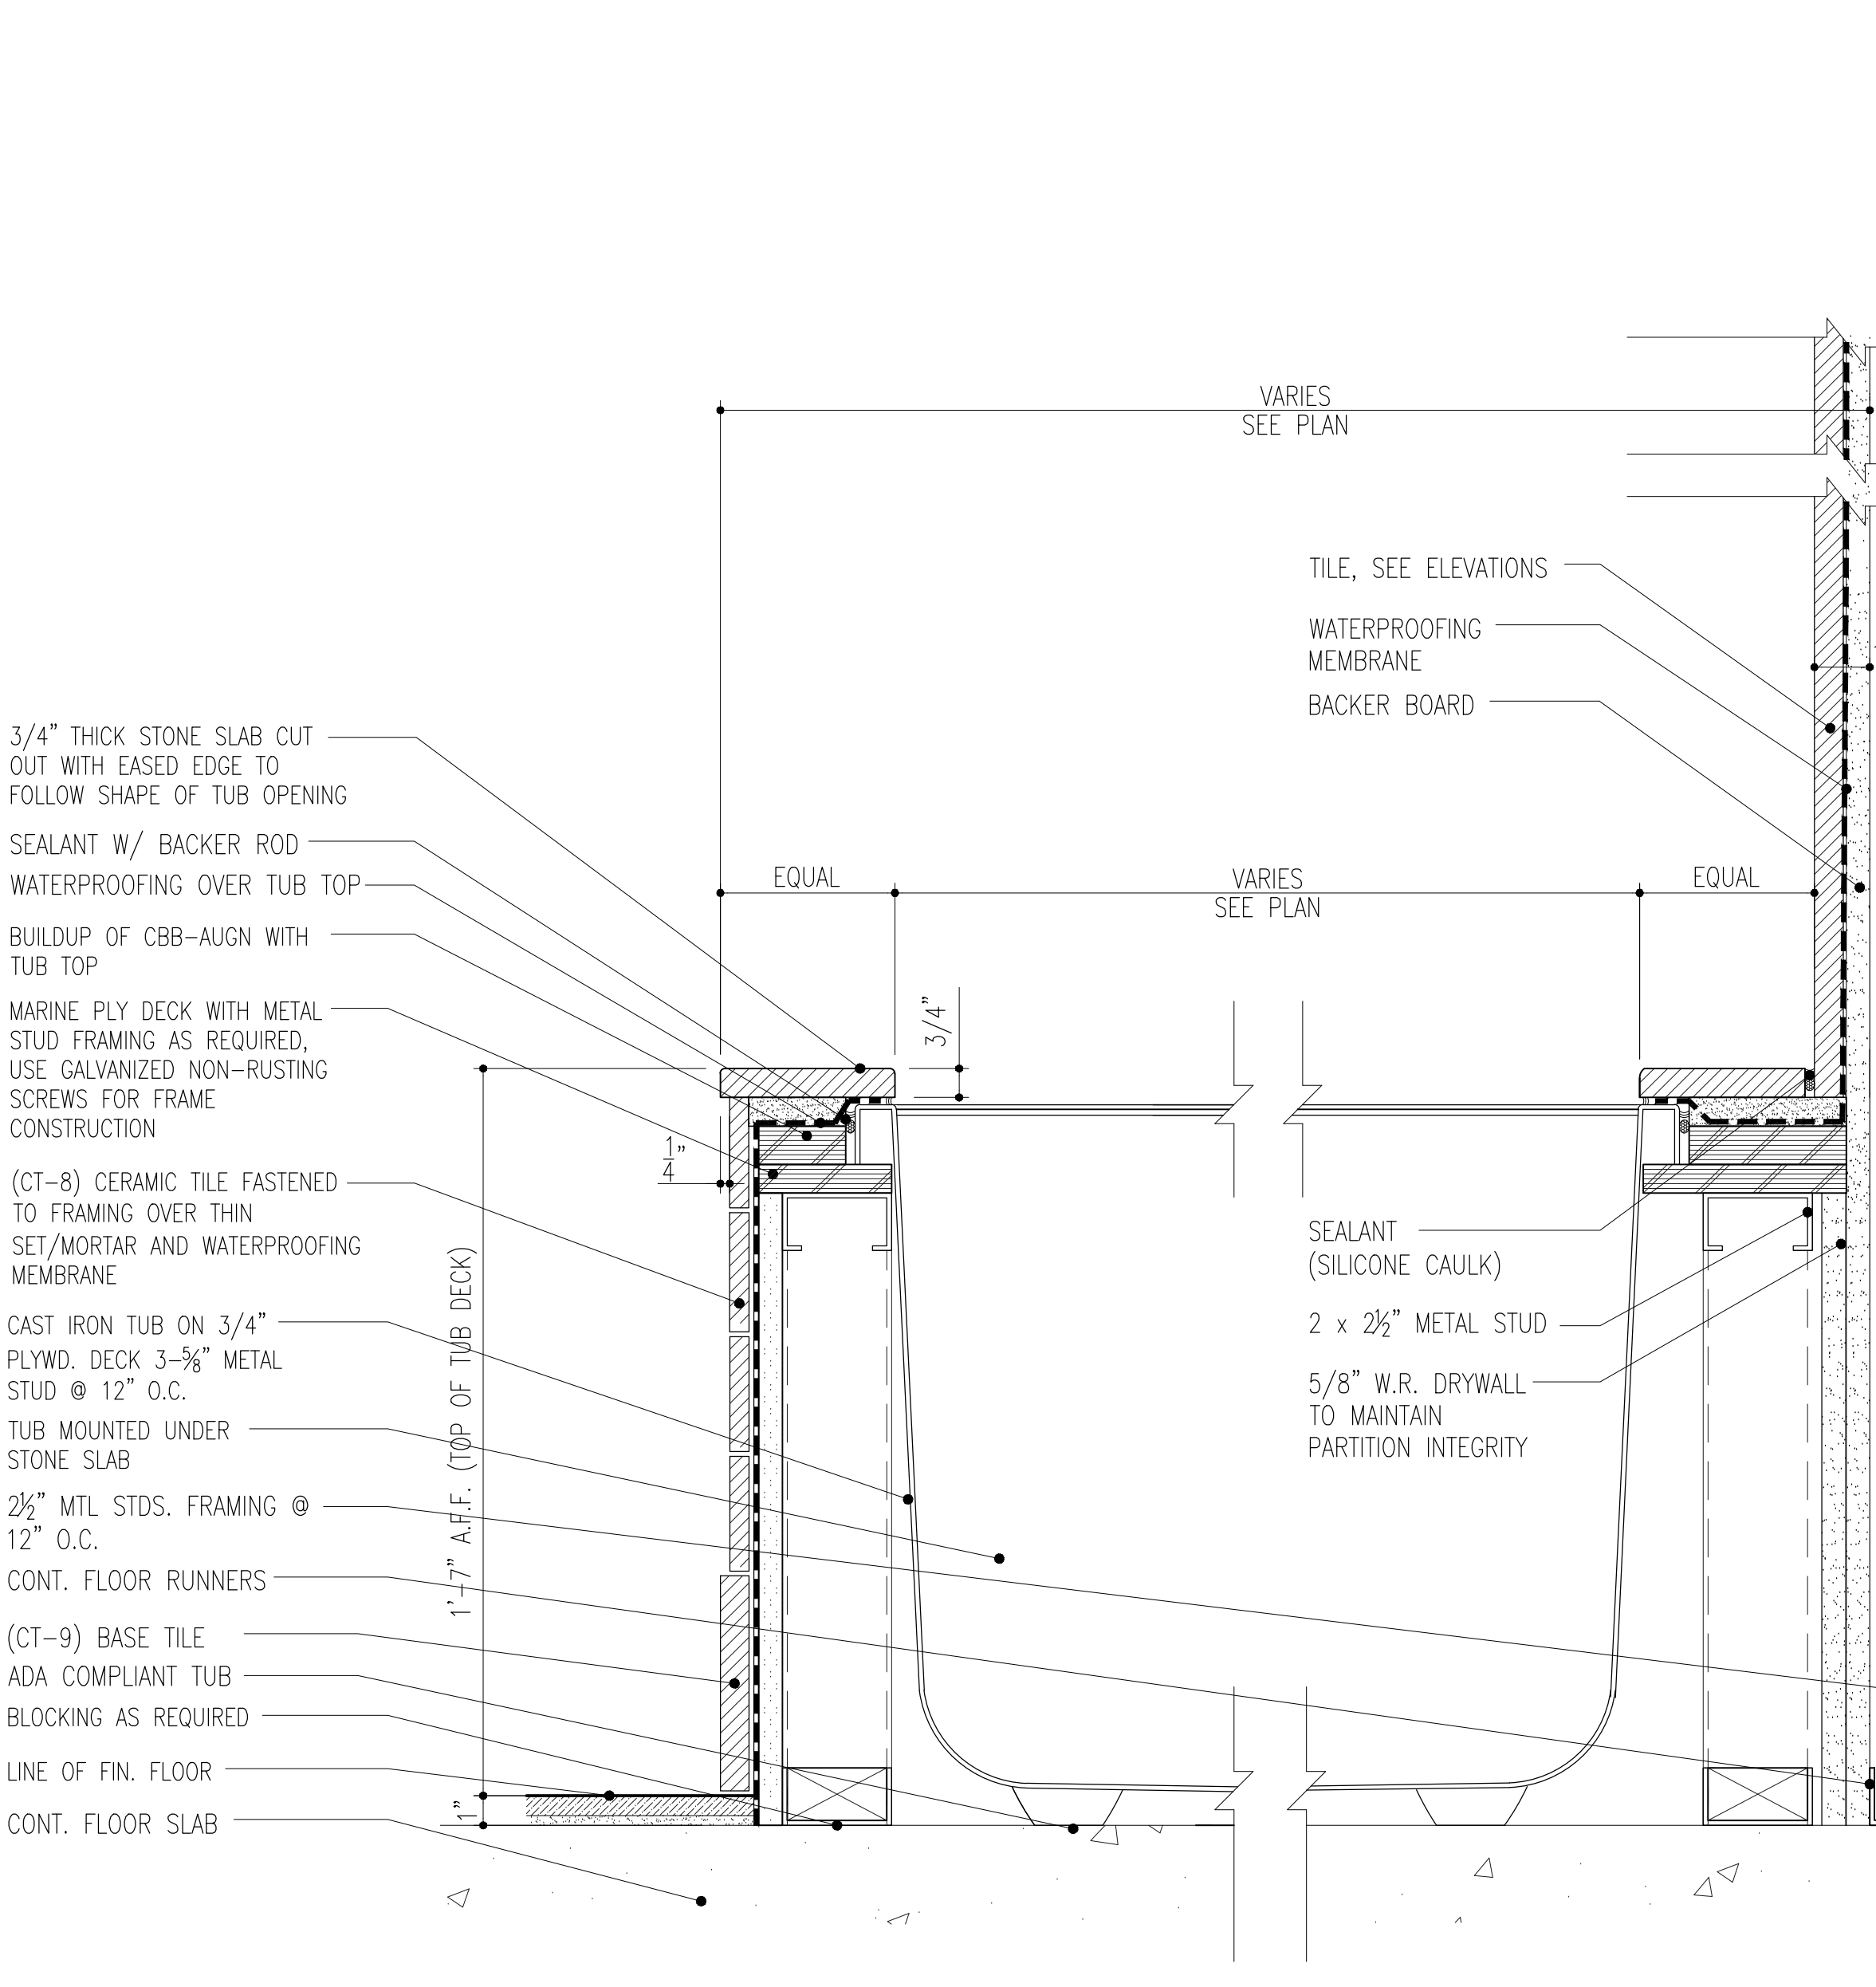 VARIES
SEE PLAN
TILE, SEE ELEVATIONS
WATERPROOFING
MEMBRANE
BACKER BOARD
3/4" THICK STONE SLAB CUT
OUT WITH EASED EDGE TO
FOLLOW SHAPE OF TUB OPENING
SEALANT W/ BACKER ROD
WATERPROOFING OVER TUB TOP
BUILDUP OF CBB-AUGN WITH
TUB TOP
MARINE PLY DECK WITH METAL
STUD FRAMING AS REQUIRED,
USE GALVANIZED NON-RUSTING
SCREWS FOR FRAME
CONSTRUCTION
(CT-8) CERAMIC TILE FASTENED
TO FRAMING OVER THIN
SET/MORTAR AND WATERPROOFING
MEMBRANE
CAST IRON TUB ON 3/4"
PLYWD. DECK 3-5/8" METAL
STUD @ 12" O.C.
TUB MOUNTED UNDER
STONE SLAB
2½" MTL STDS. FRAMING @
12" O.C.
CONT. FLOOR RUNNERS
(CT-9) BASE TILE
ADA COMPLIANT TUB
BLOCKING AS REQUIRED
LINE OF FIN. FLOOR
CONT. FLOOR SLAB
EQUAL
VARIES
SEE PLAN
EQUAL
3/4"
1/4"
1'-7" A.F.F. (TOP OF TUB DECK)
1"
SEALANT
(SILICONE CAULK)
2 x 2½" METAL STUD
5/8" W.R. DRYWALL
TO MAINTAIN
PARTITION INTEGRITY